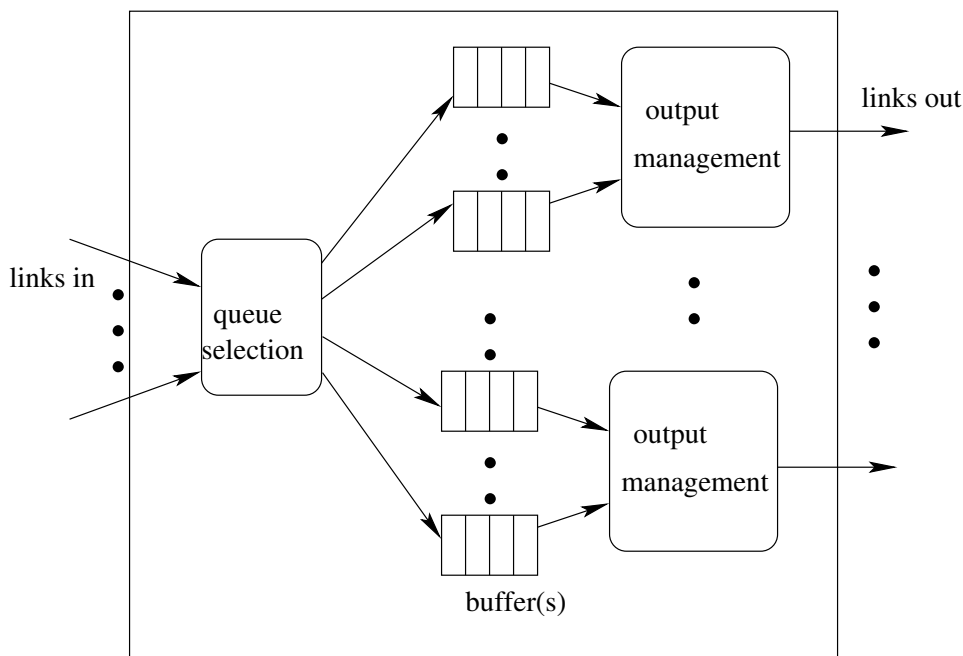 output
management
links out
links in
queue
selection
output
management
buffer(s)